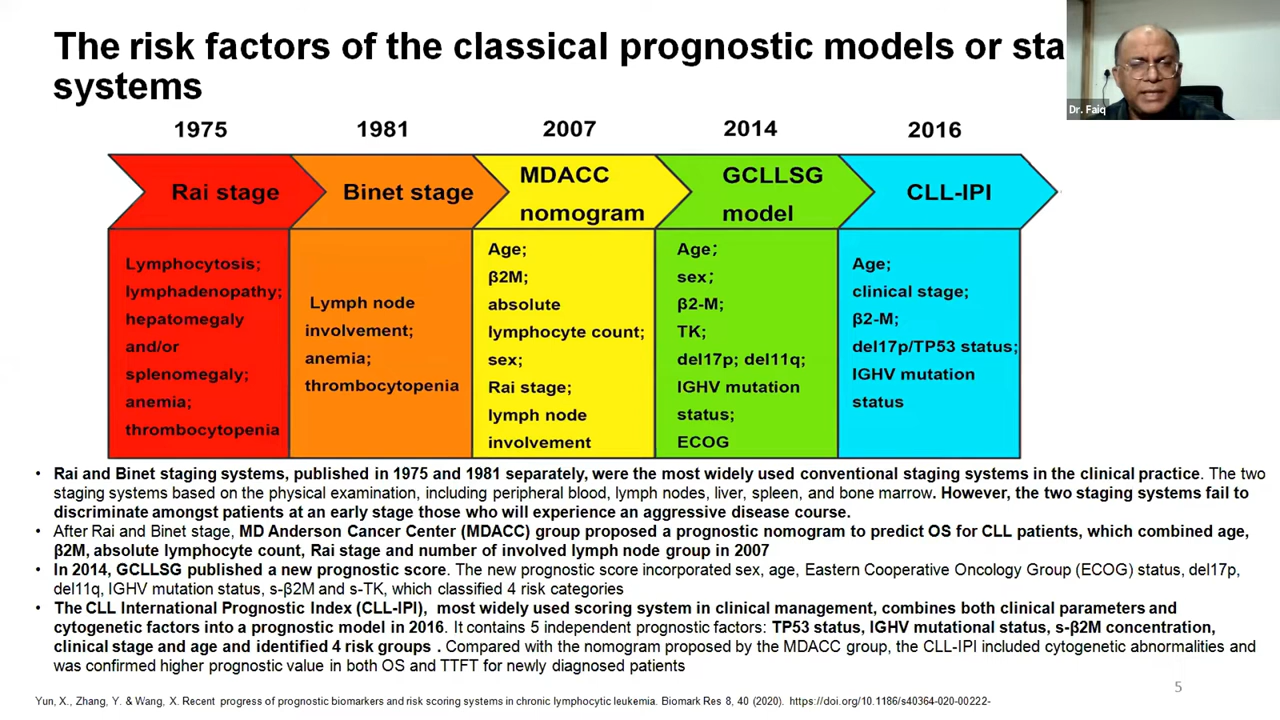 The risk factors of the classical prognostic models or sta
systems
Dr. Faiq
1975
1981
2007
2014
2016
Rai stage
Binet stage
MDACC
nomogram
GCLLSG
model
CLL-IPI
Lymphocytosis;
lymphadenopathy;
hepatomegaly
and/or
splenomegaly;
anemia;
thrombocytopenia
Lymph node
involvement;
anemia;
thrombocytopenia
Age;
β2M;
absolute
lymphocyte count;
sex;
Rai stage;
lymph node
involvement
Age;
sex;
β2-M;
TK;
del17p; del11q;
IGHV mutation
status;
ECOG
Age;
clinical stage;
β2-M;
del17p/TP53 status;
IGHV mutation
status
• Rai and Binet staging systems, published in 1975 and 1981 separately, were the most widely used conventional staging systems in the clinical practice. The two
staging systems based on the physical examination, including peripheral blood, lymph nodes, liver, spleen, and bone marrow. However, the two staging systems fail to
discriminate amongst patients at an early stage those who will experience an aggressive disease course.
• After Rai and Binet stage, MD Anderson Cancer Center (MDACC) group proposed a prognostic nomogram to predict OS for CLL patients, which combined age,
β2M, absolute lymphocyte count, Rai stage and number of involved lymph node group in 2007
• In 2014, GCLLSG published a new prognostic score. The new prognostic score incorporated sex, age, Eastern Cooperative Oncology Group (ECOG) status, del17p,
del11q, IGHV mutation status, s-β2M and s-TK, which classified 4 risk categories
• The CLL International Prognostic Index (CLL-IPI), most widely used scoring system in clinical management, combines both clinical parameters and
cytogenetic factors into a prognostic model in 2016. It contains 5 independent prognostic factors: TP53 status, IGHV mutational status, s-β2M concentration,
clinical stage and age and identified 4 risk groups . Compared with the nomogram proposed by the MDACC group, the CLL-IPI included cytogenetic abnormalities and
was confirmed higher prognostic value in both OS and TTFT for newly diagnosed patients
5
Yun, X., Zhang, Y. & Wang, X. Recent progress of prognostic biomarkers and risk scoring systems in chronic lymphocytic leukemia. Biomark Res 8, 40 (2020). https://doi.org/10.1186/s40364-020-00222-